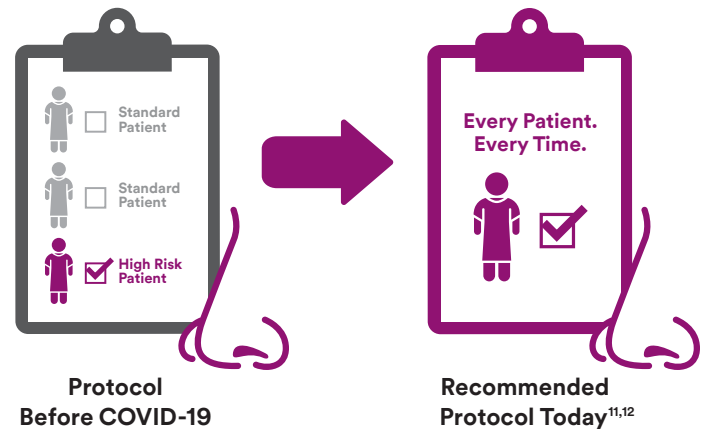 Standard
Patient
Standard
Patient
High Risk
Patient
Protocol
Before COVID-19
Every Patient.
Every Time.
Recommended
Protocol Today11,12